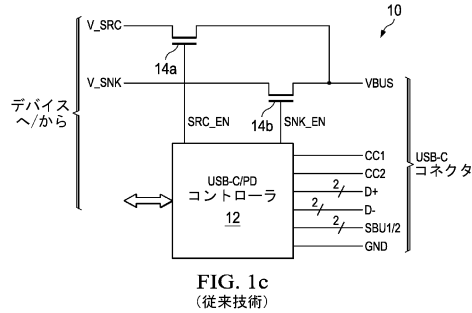 10
V_SRC
14a
V_SNK
VBUS
14b
デバイス
へ/から
SRC_EN
SNK_EN
USB-C/PD
コントローラ
12
CC1
CC2
2
D+
2
D-
2
SBU1/2
GND
USB-C
コネクタ
FIG. 1c
(従来技術)